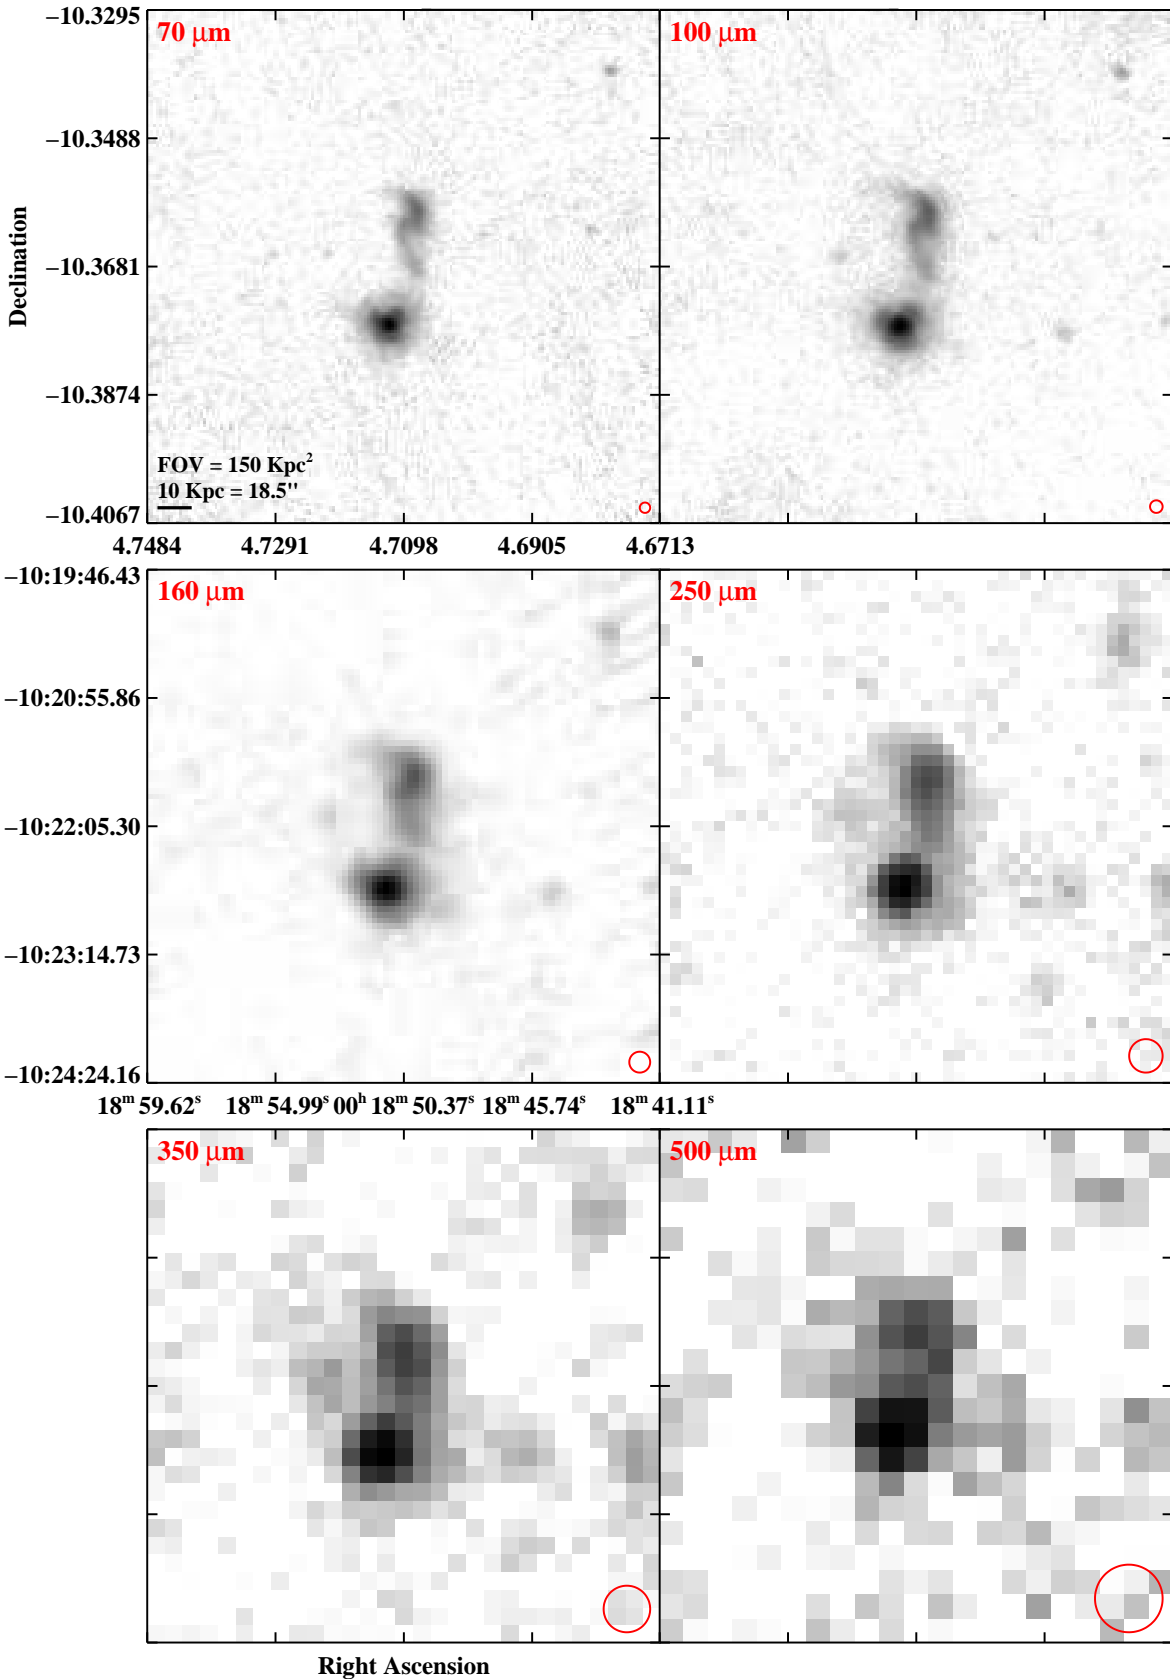 −10.3295
70 μm
100 μm
−10.3488
Declination
−10.3681
−10.3874
FOV = 150 Kpc²
10 Kpc = 18.5"
−10.4067
4.7484 4.7291 4.7098 4.6905 4.6713
−10:19:46.43
160 μm
250 μm
−10:20:55.86
−10:22:05.30
−10:23:14.73
−10:24:24.16
18ᵐ 59.62ˢ 18ᵐ 54.99ˢ 00ʰ 18ᵐ 50.37ˢ 18ᵐ 45.74ˢ 18ᵐ 41.11ˢ
350 μm
500 μm
Right Ascension